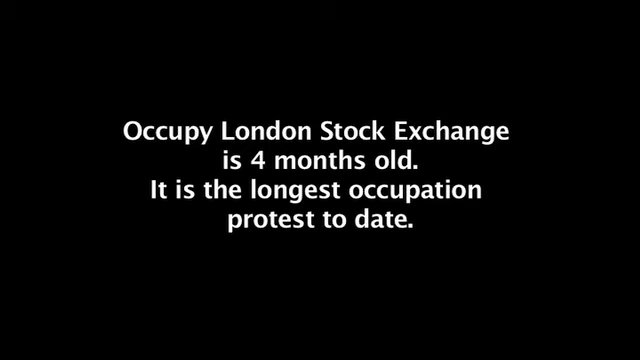 Occupy London Stock Exchange
is 4 months old.
It is the longest occupation
protest to date.